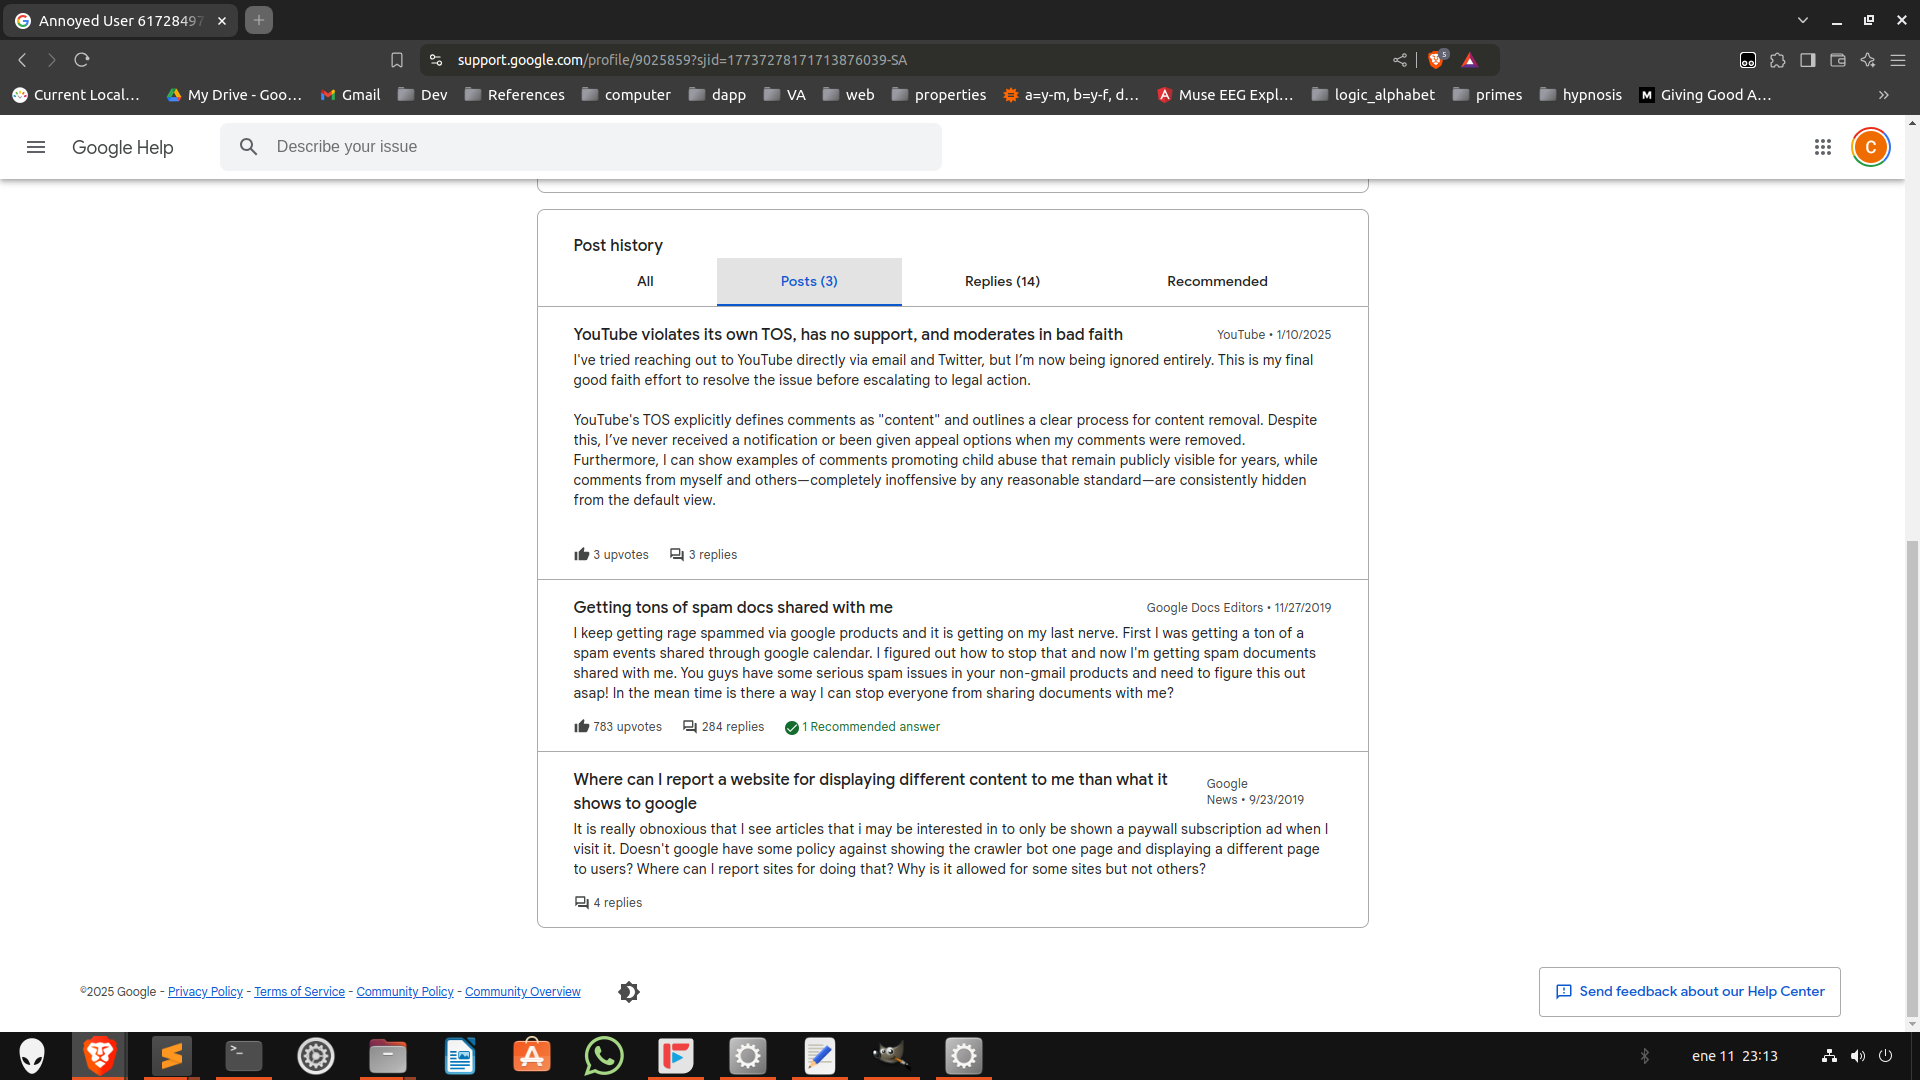 Annoyed User 61728497
support.google.com/profile/9025859?sjid=17737278171713876039-SA
5
Current Local...
My Drive - Goo...
Gmail
Dev
References
computer
dapp
VA
web
properties
a=y-m, b=y-f, d...
Muse EEG Expl...
logic_alphabet
primes
hypnosis
M
Giving Good A...
Google Help
Describe your issue
C
Post history
All
Posts (3)
Replies (14)
Recommended
YouTube violates its own TOS, has no support, and moderates in bad faith
YouTube • 1/10/2025
I've tried reaching out to YouTube directly via email and Twitter, but I’m now being ignored entirely. This is my final
good faith effort to resolve the issue before escalating to legal action.
YouTube's TOS explicitly defines comments as "content" and outlines a clear process for content removal. Despite
this, I’ve never received a notification or been given appeal options when my comments were removed.
Furthermore, I can show examples of comments promoting child abuse that remain publicly visible for years, while
comments from myself and others—completely inoffensive by any reasonable standard—are consistently hidden
from the default view.
3 upvotes
3 replies
Getting tons of spam docs shared with me
Google Docs Editors • 11/27/2019
I keep getting rage spammed via google products and it is getting on my last nerve. First I was getting a ton of a
spam events shared through google calendar. I figured out how to stop that and now I'm getting spam documents
shared with me. You guys have some serious spam issues in your non-gmail products and need to figure this out
asap! In the mean time is there a way I can stop everyone from sharing documents with me?
783 upvotes
284 replies
1 Recommended answer
Where can I report a website for displaying different content to me than what it
shows to google
Google
News • 9/23/2019
It is really obnoxious that I see articles that i may be interested in to only be shown a paywall subscription ad when I
visit it. Doesn't google have some policy against showing the crawler bot one page and displaying a different page
to users? Where can I report sites for doing that? Why is it allowed for some sites but not others?
4 replies
©2025 Google - Privacy Policy - Terms of Service - Community Policy - Community Overview
Send feedback about our Help Center
ene 11 23:13